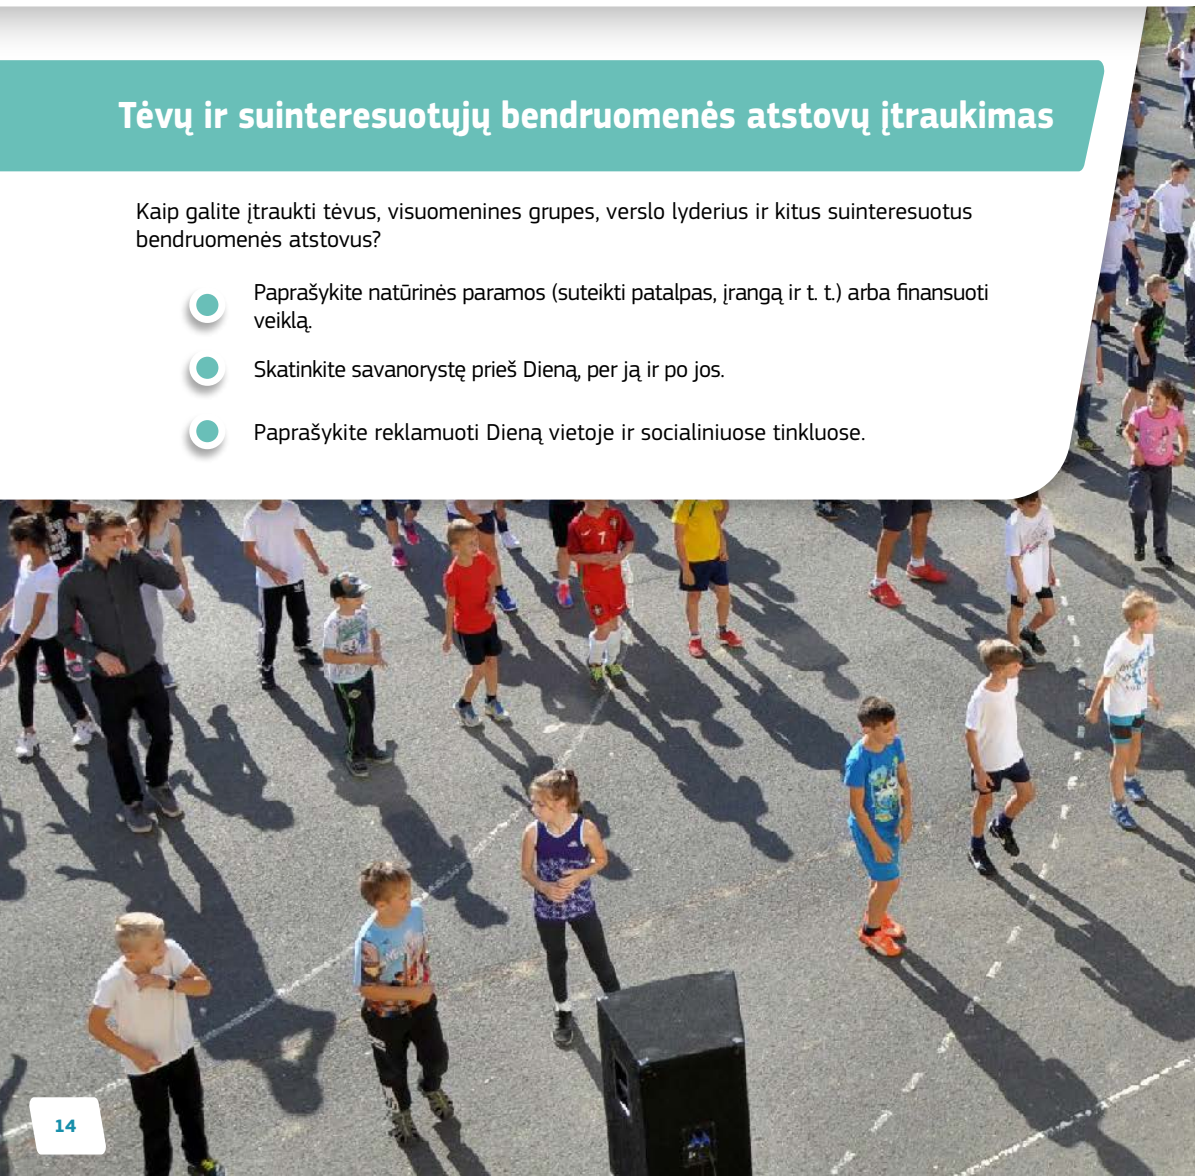 Tėvų ir suinteresuotųjų bendruomenės atstovų įtraukimas
Kaip galite įtraukti tėvus, visuomenines grupes, verslo lyderius ir kitus suinteresuotus
bendruomenės atstovus?
Paprašykite natūrinės paramos (suteikti patalpas, įrangą ir t. t.) arba finansuoti
veiklą.
Skatinkite savanorystę prieš Dieną, per ją ir po jos.
Paprašykite reklamuoti Dieną vietoje ir socialiniuose tinkluose.
7
14